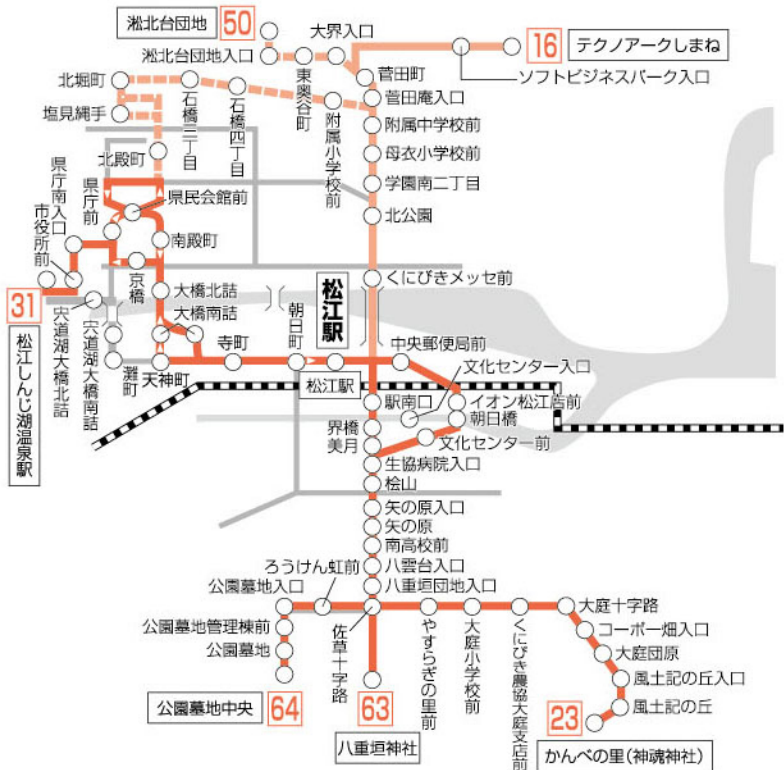 淞北台団地
50
大界入口
16
テクノアークしまね
淞北台団地入口
東奥谷町
菅田町
ソフトビジネスパーク入口
北堀町
石橋二丁目
石橋四丁目
附属小学校前
菅田庵入口
塩見縄手
附属中学校前
北殿町
母衣小学校前
学園南二丁目
県庁南入口
県庁前
県民会館前
北公園
市役所前
南殿町
京橋
くにびきメッセ前
31
松江しんじ湖温泉駅
宍道湖大橋北詰
宍道湖大橋南詰
大橋北詰
大橋南詰
朝日町
松江駅
灘町
天神町
寺町
中央郵便局前
文化センター入口
松江駅
駅南口
イオン松江店前
朝日橋
界橋
美月
文化センター前
生協病院入口
桧山
矢の原入口
矢の原
南高校前
ろうけん虹前
八雲台入口
公園墓地入口
八重垣団地入口
大庭十字路
公園墓地管理棟前
佐草十字路
やすらぎの里前
大庭小学校前
くにびき農協大庭支店前
コーポー畑入口
公園墓地
大庭団原
風土記の丘入口
風土記の丘
公園墓地中央
64
63
23
八重垣神社
かんべの里(神魂神社)